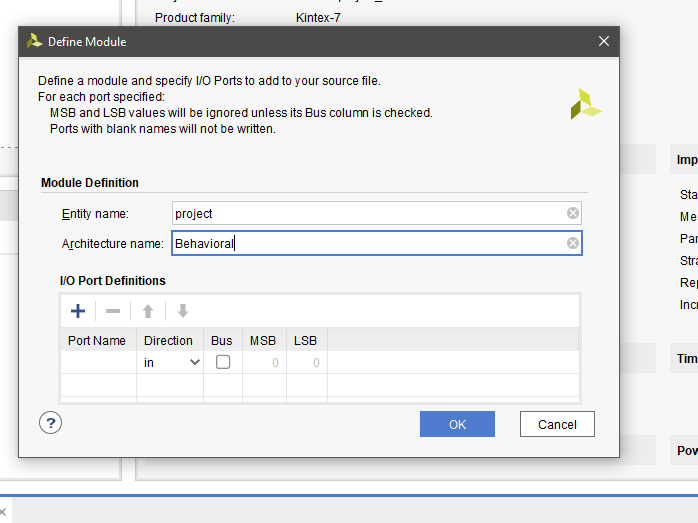 Product family: Kintex-7
Define Module
Define a module and specify I/O Ports to add to your source file.
For each port specified:
MSB and LSB values will be ignored unless its Bus column is checked.
Ports with blank names will not be written.
Module Definition
Entity name: project
Architecture name: Behavioral
I/O Port Definitions
Port Name Direction Bus MSB LSB
in 0 0
? OK Cancel
Imp
Sta
Me
Par
Stra
Rep
Incr
Tim
Pow